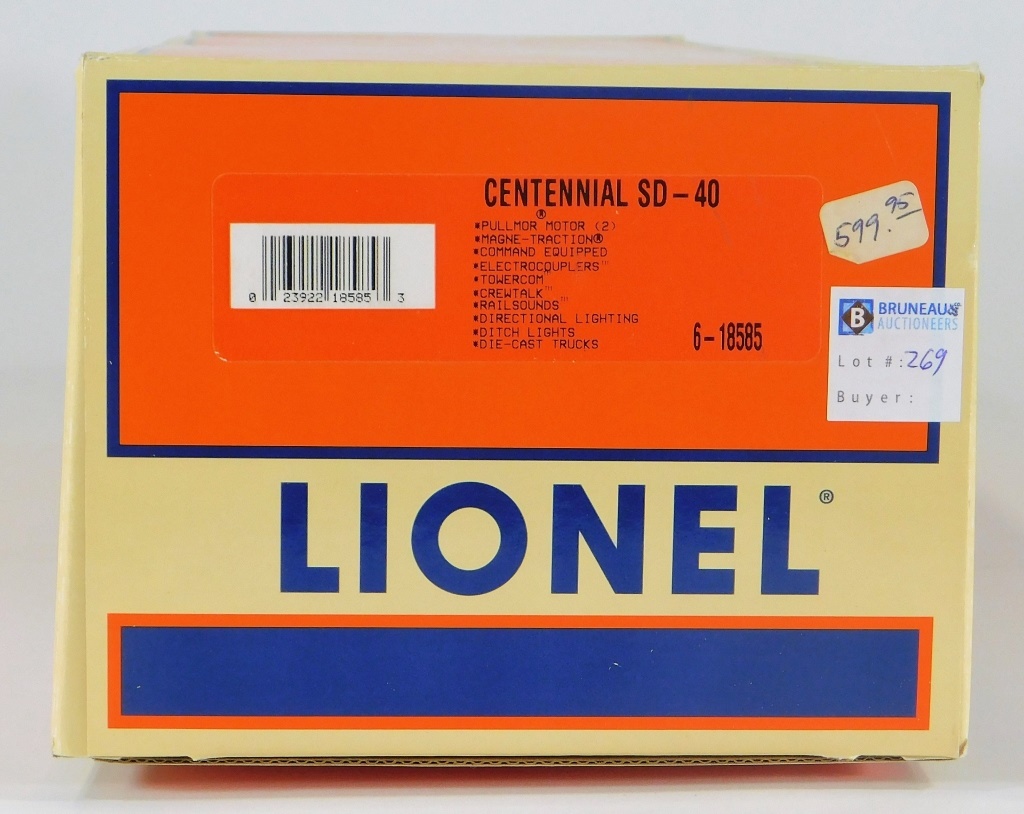 CENTENNIAL SD-40
*PULLMOR® MOTOR (2)
*MAGNE-TRACTION®
*COMMAND EQUIPPED
*ELECTROCOUPLERS™
*TOWERCOM™
*CREWTALK™
*RAILSOUNDS™
*DIRECTIONAL LIGHTING
*DITCH LIGHTS
*DIE-CAST TRUCKS
6-18585
0 23922 18585 3
599.95
BRUNEAU
AUCTIONEERS
Lot #: 269
Buyer:
LIONEL®